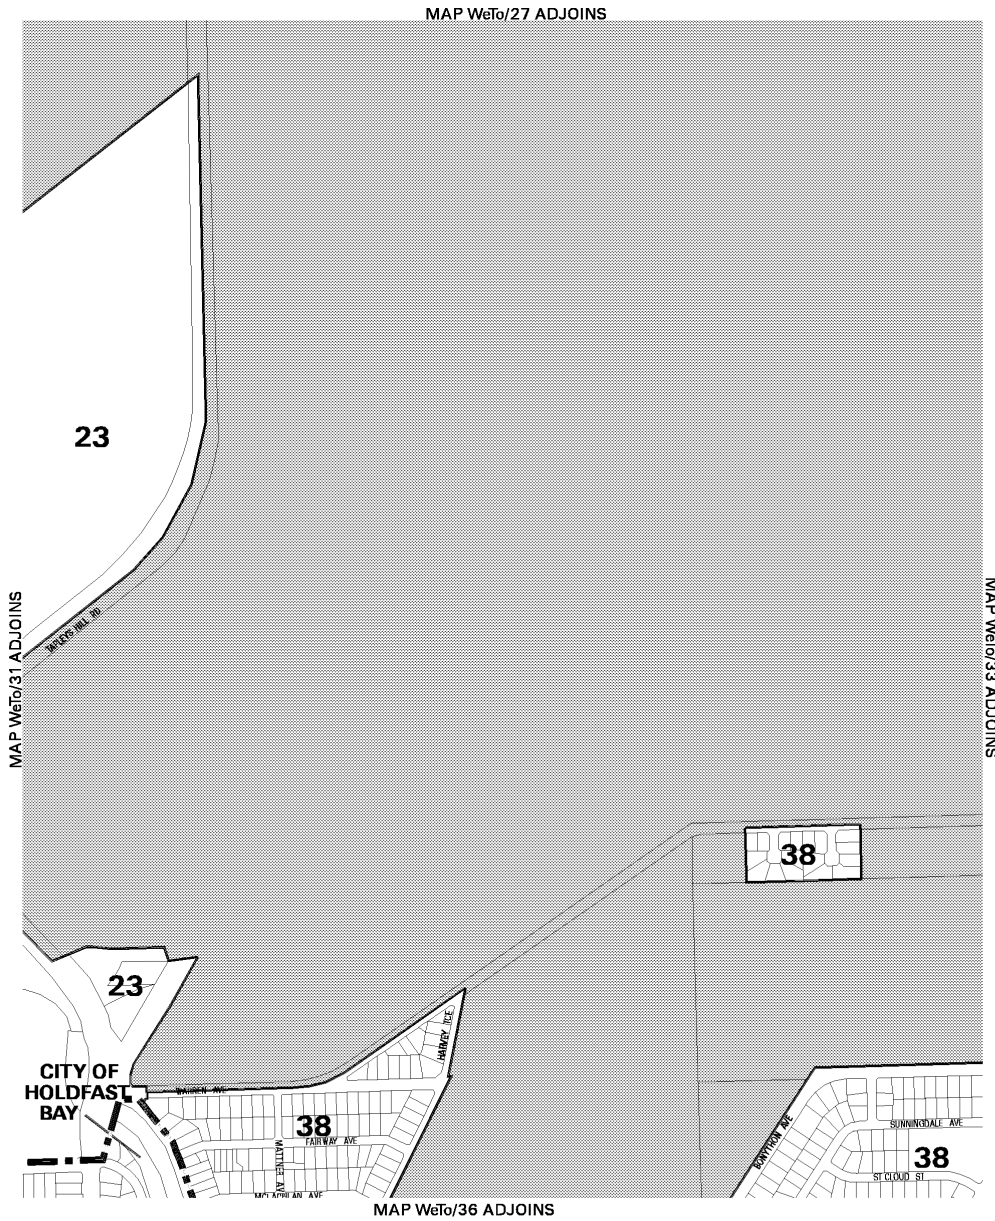 MAP WeTo/27 ADJOINS
23
TAPLEYS HILL RD
MAP WeTo/31 ADJOINS
MAP WeTo/33 ADJOINS
38
23
HARVEY TCE
CITY OF
HOLDFAST
BAY
WARREN AVE
38
FAIRWAY AVE
MATTNER AV
MCLACHLAN AVE
BONYTHON AVE
SUNNINGDALE AVE
38
ST CLOUD ST
MAP WeTo/36 ADJOINS